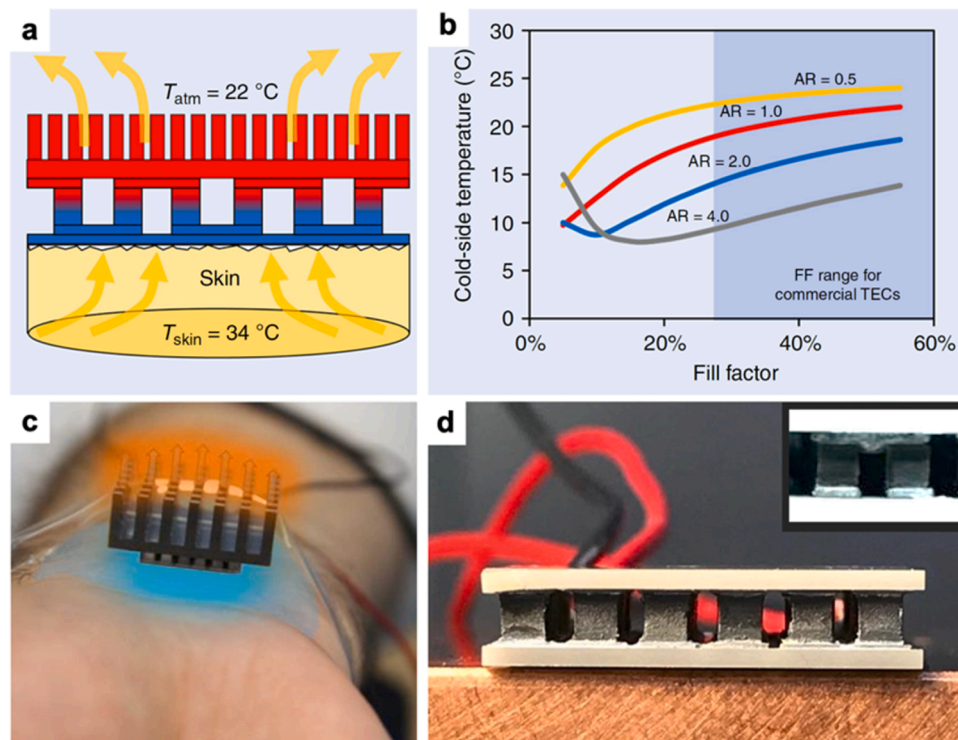 a
T_atm = 22 °C
Skin
T_skin = 34 °C
b
30
25
20
15
10
5
0
Cold-side temperature (°C)
AR = 0.5
AR = 1.0
AR = 2.0
AR = 4.0
FF range for
commercial TECs
0%
20%
40%
60%
Fill factor
c
d